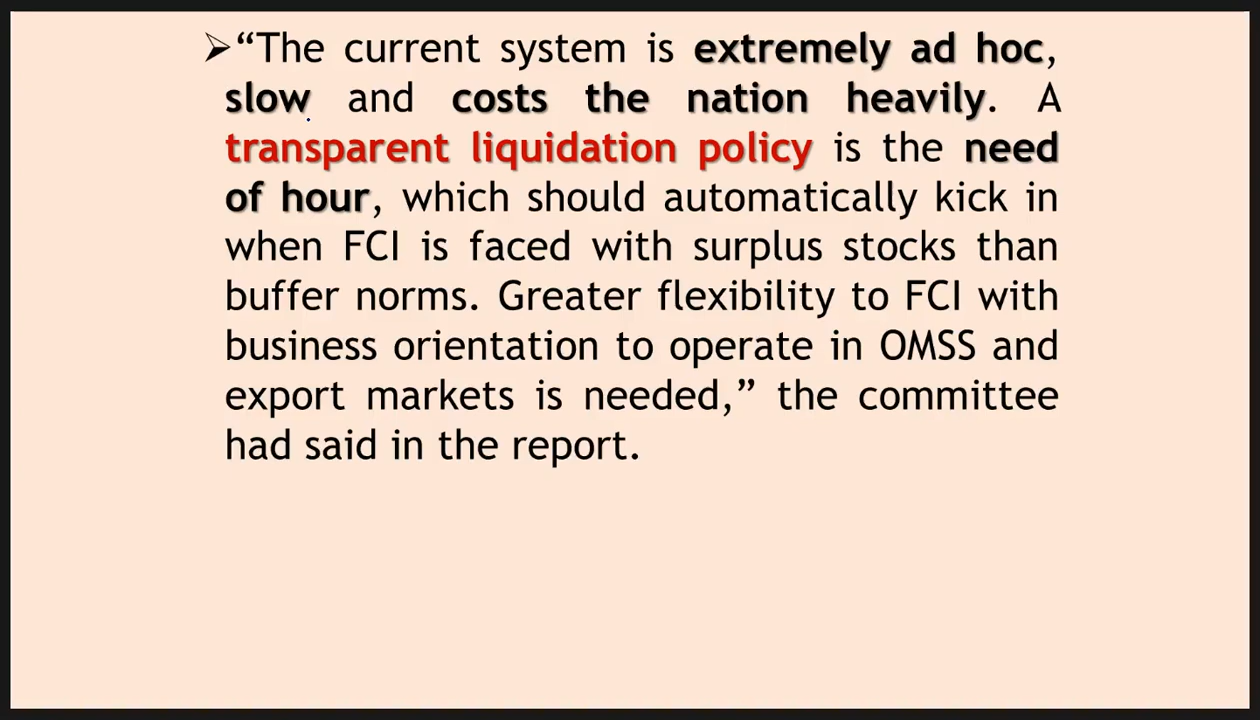 ➢“The current system is extremely ad hoc,
slow and costs the nation heavily. A
transparent liquidation policy is the need
of hour, which should automatically kick in
when FCI is faced with surplus stocks than
buffer norms. Greater flexibility to FCI with
business orientation to operate in OMSS and
export markets is needed,” the committee
had said in the report.